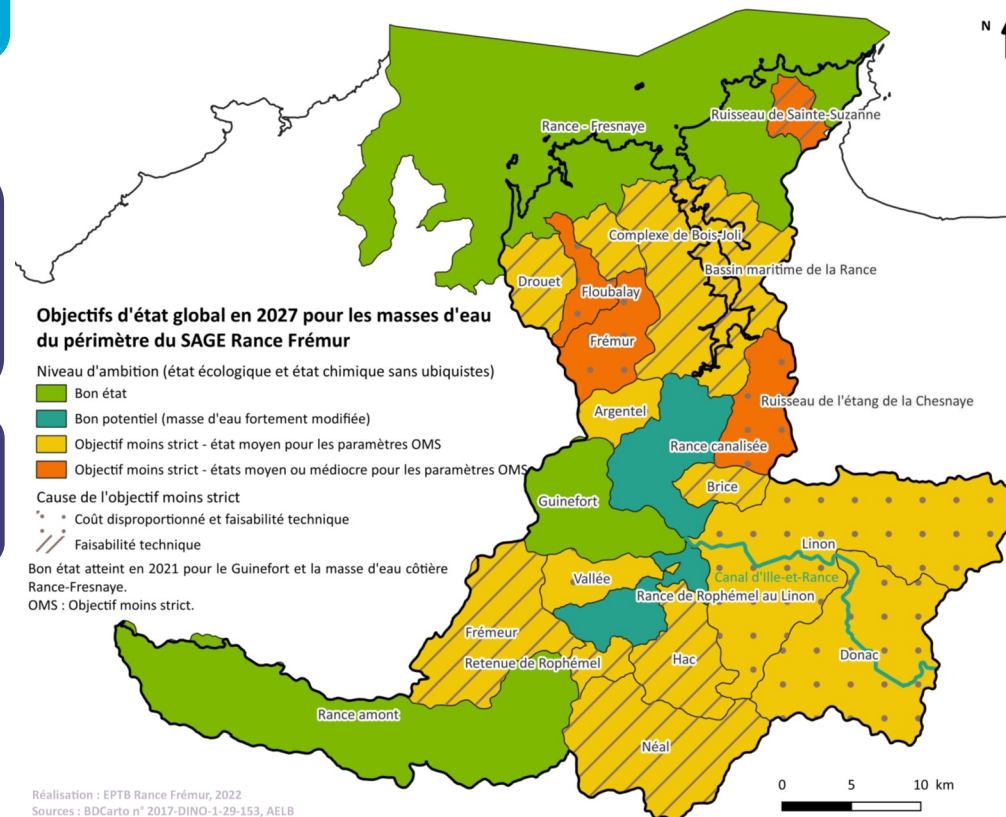 N
Ruisseau de Sainte-Suzanne
Rance - Fresnaye
Complexe de Bois-Joli
Bassin maritime de la Rance
Drouet
Floubalay
Frémur
Objectifs d'état global en 2027 pour les masses d'eau
du périmètre du SAGE Rance Frémur
Niveau d'ambition (état écologique et état chimique sans ubiquistes)
Bon état
Bon potentiel (masse d'eau fortement modifiée)
Objectif moins strict - état moyen pour les paramètres OMS
Objectif moins strict - états moyen ou médiocre pour les paramètres OMS
Cause de l'objectif moins strict
Coût disproportionné et faisabilité technique
Faisabilité technique
Bon état atteint en 2021 pour le Guinefort et la masse d'eau côtière
Rance-Fresnaye.
OMS : Objectif moins strict.
Argentel
Ruisseau de l'étang de la Chesnaye
Rance canalisée
Brice
Guinefort
Linon
Vallée
Canal d'Ille-et-Rance
Rance de Rophémel au Linon
Frémeur
Retenue de Rophémel
Hac
Donac
Rance amont
Néal
0 5 10 km
Réalisation : EPTB Rance Frémur, 2022
Sources : BDCarto n° 2017-DINO-1-29-153, AELB